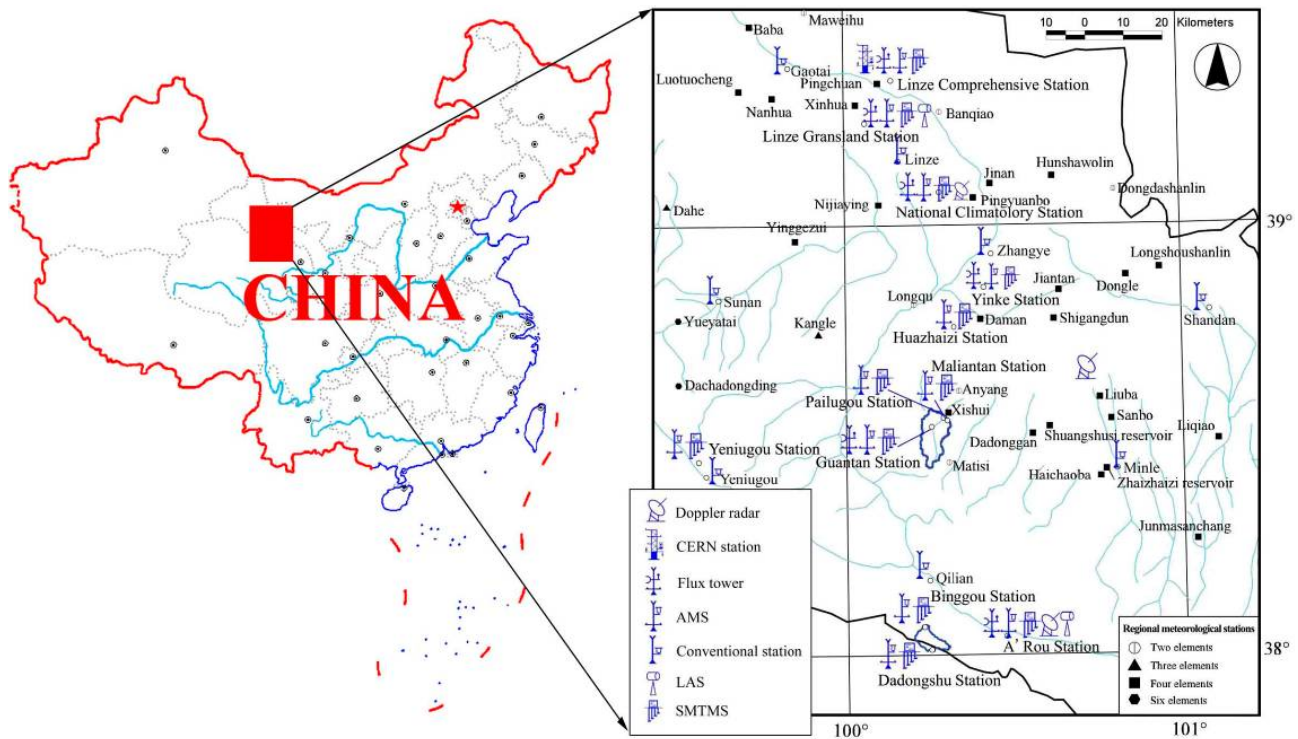 CHINA
10 0 10 20 Kilometers
Maweihu
Baba
Gaotai
Luotuocheng
Pingchuan
Linze Comprehensive Station
Nanhua
Xinhua
Banqiao
Linze Gransland Station
Linze
Hunshawolin
Jinan
Dongdashanlin
Pingyuanbo
Dahe
Nijiaying
National Climatolory Station
39°
Yinggezui
Zhangye
Longshoushanlin
Jiantan
Dongle
Sunan
Longqu
Yinke Station
Yueyatai
Kangle
Daman
Shigangdun
Shandan
Huazhaizi Station
Maliantan Station
Dachadongding
Anyang
Liuba
Pailugou Station
Xishui
Sanbo
Liqiao
Dadonggan
Shuangshusi reservoir
Yeniugou Station
Guantan Station
Matisi
Haichaoba
Minle
Yeniugou
Zhaizhaizi reservoir
Junmasanchang
Qilian
Binggou Station
A' Rou Station
38°
Dadongshu Station
100°
101°
Doppler radar
CERN station
Flux tower
AMS
Conventional station
LAS
SMTMS
Regional meteorological stations
Two elements
Three elements
Four elements
Six elements